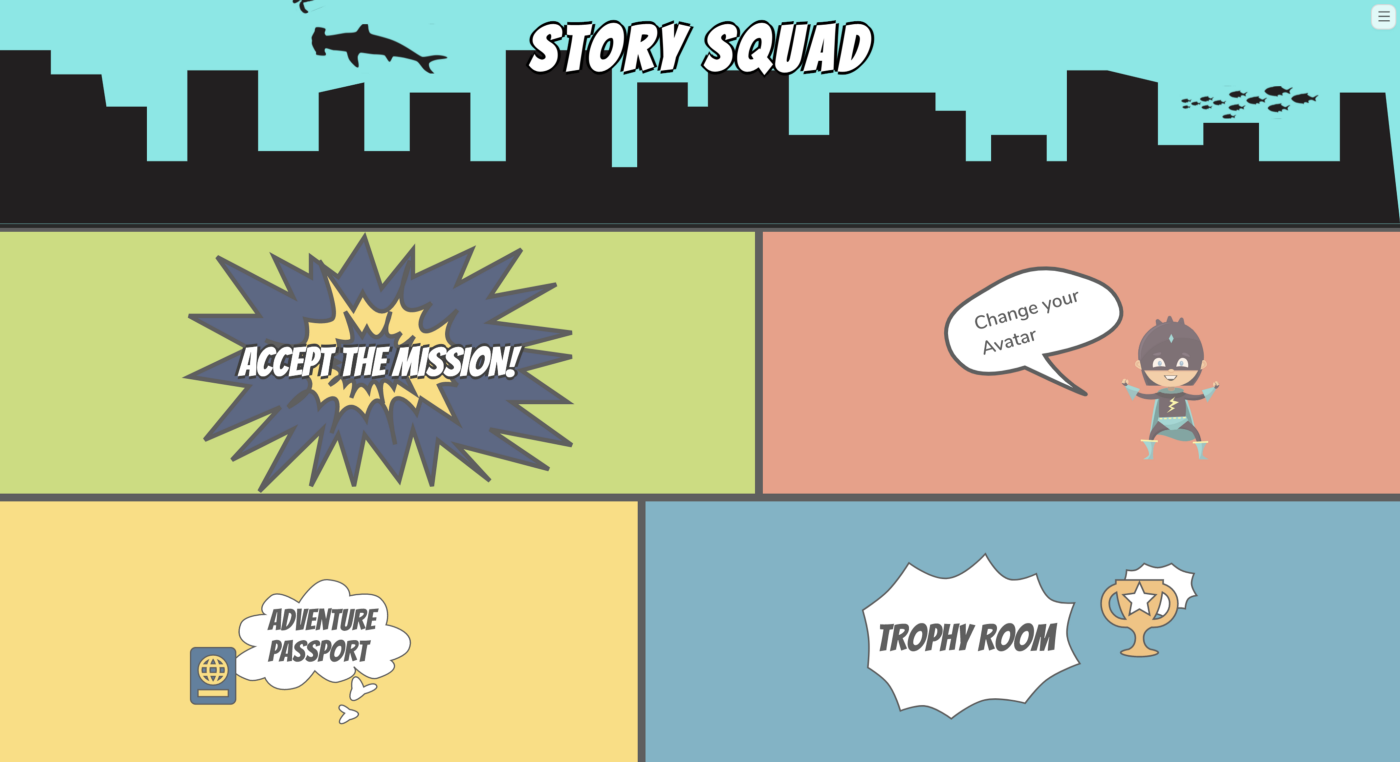 STORY SQUAD
ACCEPT THE MISSION!
Change your
Avatar
ADVENTURE
PASSPORT
TROPHY ROOM